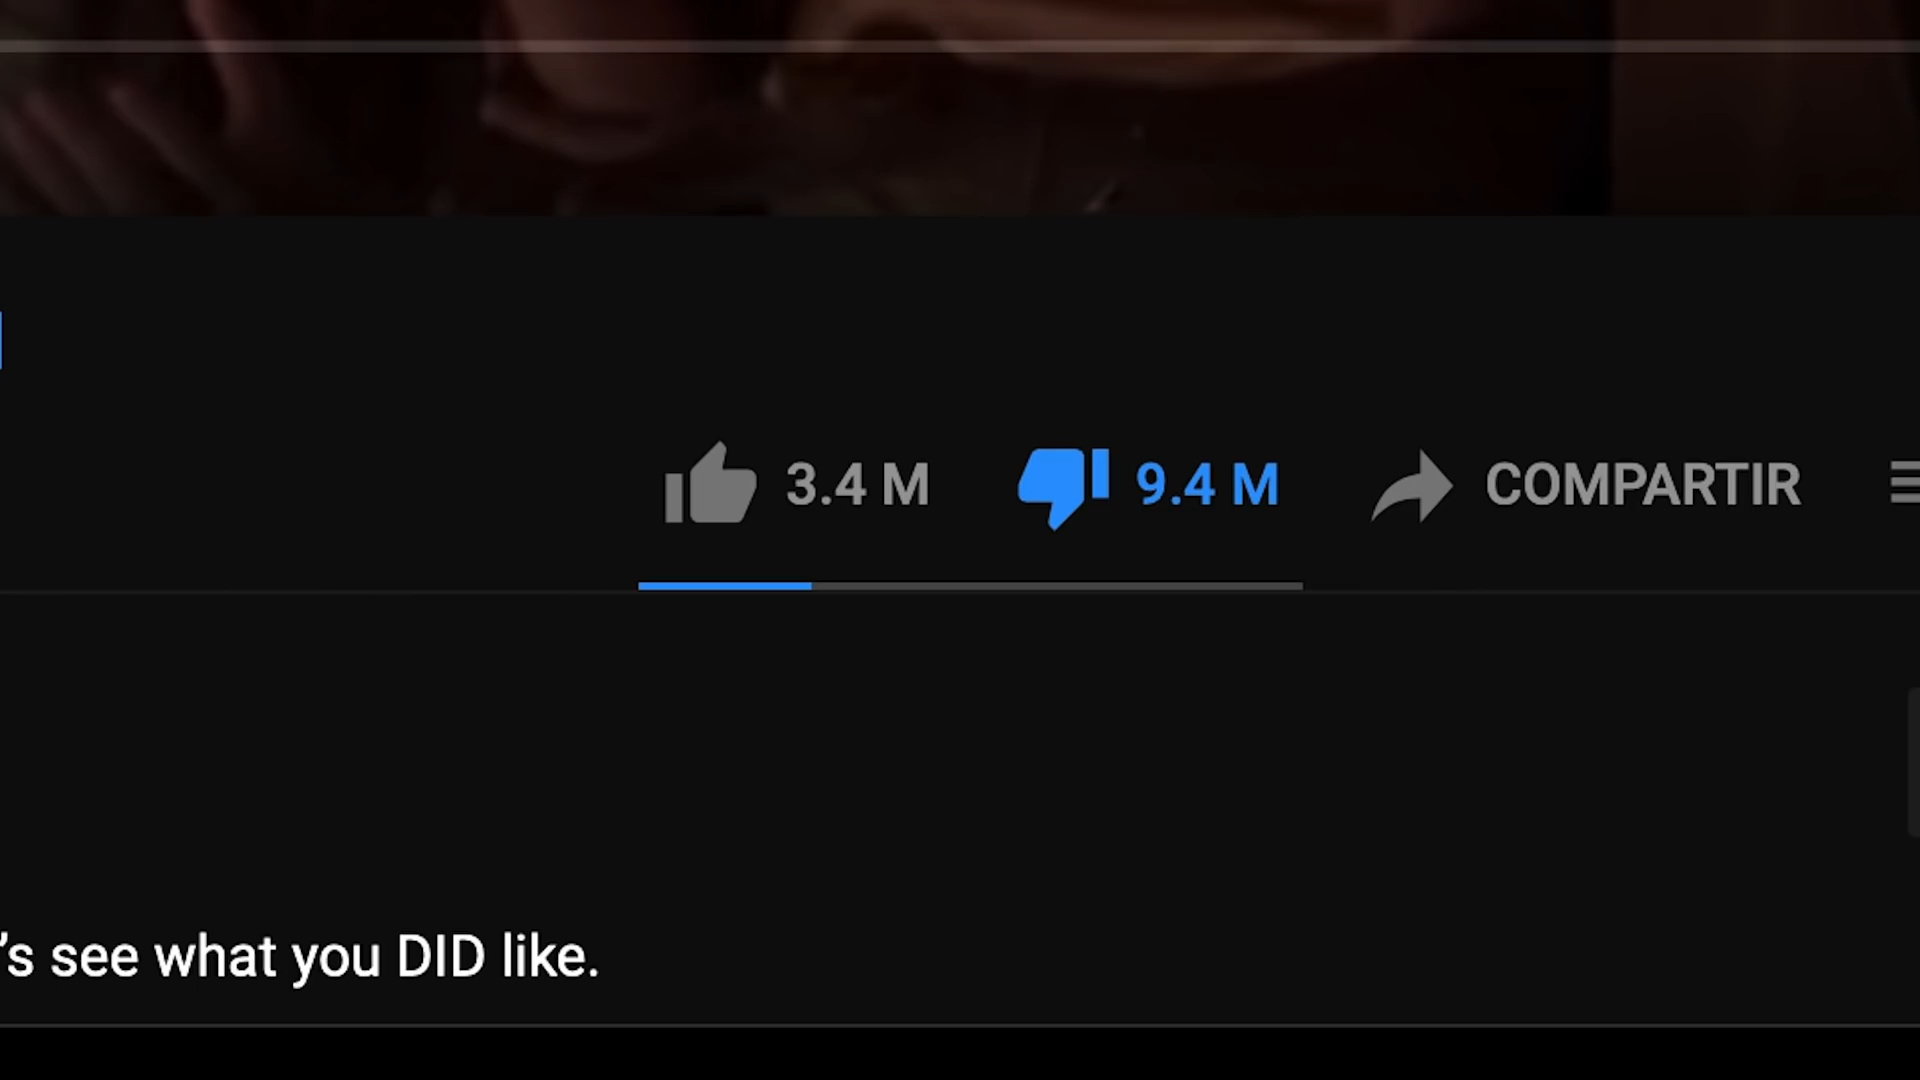 3.4 M 9.4 M COMPARTIR
’s see what you DID like.